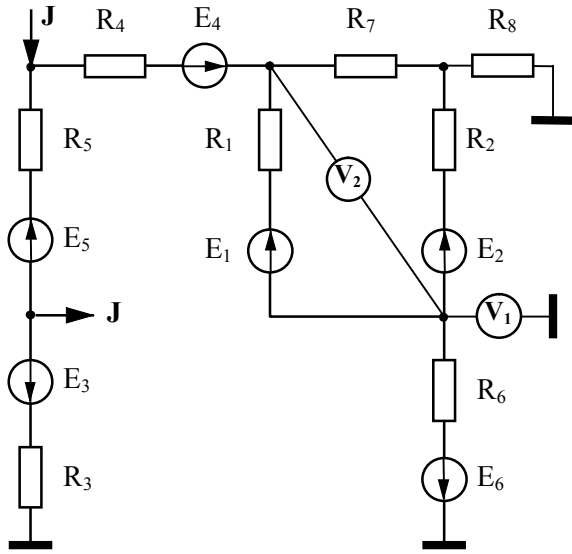 J
R4 E4 R7 R8
R5 R1 V2 R2
E5 E1 E2
J V1
E3 R6
R3 E6